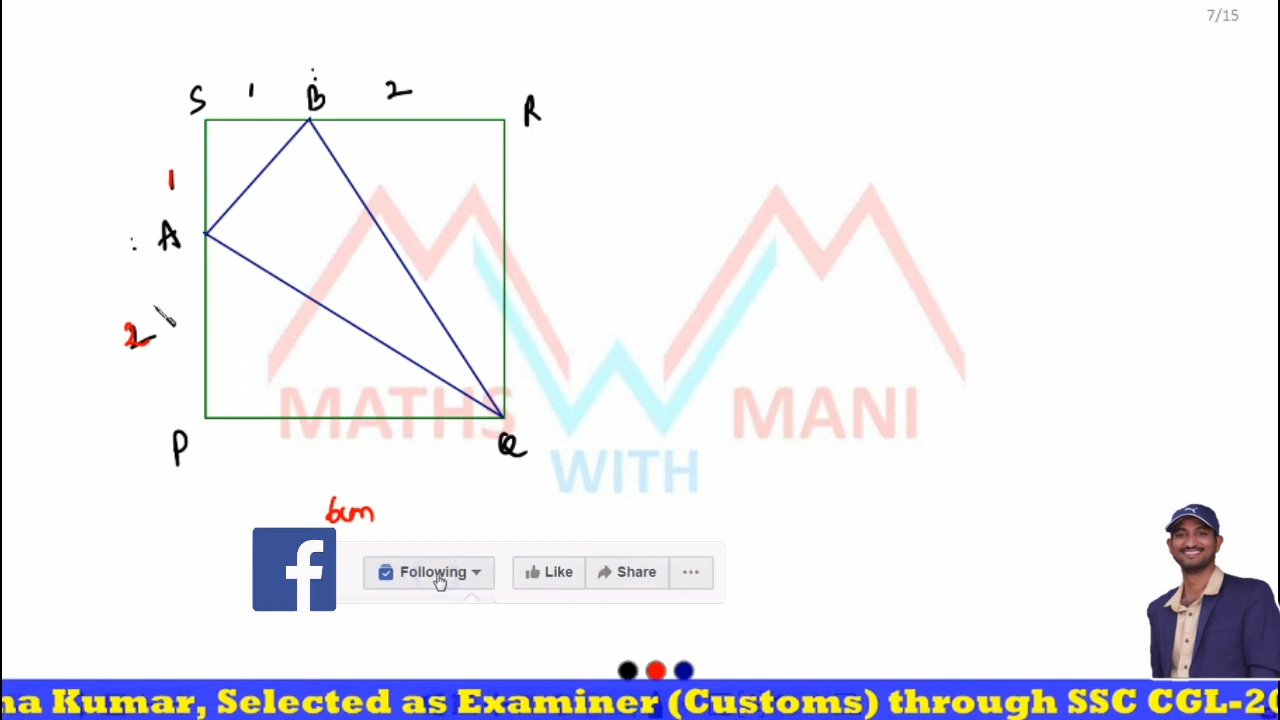 7/15
S 1 B 2 R
1
A
2
P Q
MATHS WITH MANI
6cm
f Following Like Share ...
na Kumar, Selected as Examiner (Customs) through SSC CGL-20